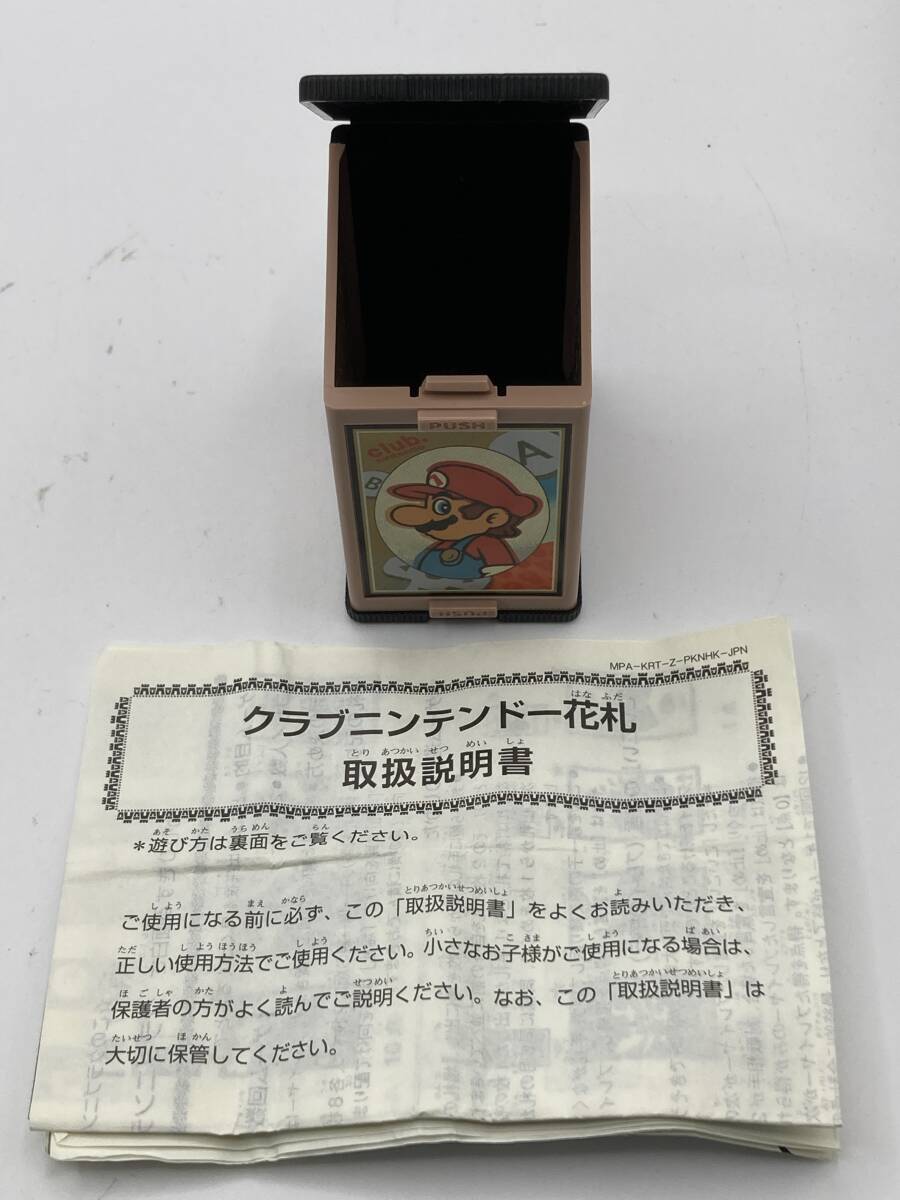 PUSH
club.
A
B
PUSH
MPA-KRT-Z-PKNHK-JPN
はな ふだ
クラブニンテンドー花札
とり あつかい せつ めい しょ
取扱説明書
あそ かた うらめん らん
*遊び方は裏面をご覧ください。
しよう まえ かなら とりあつかいせつめいしょ よ
ご使用になる前に必ず、この「取扱説明書」をよくお読みいただき、
ただ しようほうほう しよう ちい こさま しよう ばあい
正しい使用方法でご使用ください。小さなお子様がご使用になる場合は、
ほごしゃ かた よ せつめい とりあつかいせつめいしょ
保護者の方がよく読んでご説明ください。なお、この「取扱説明書」は
たいせつ ほかん
大切に保管してください。